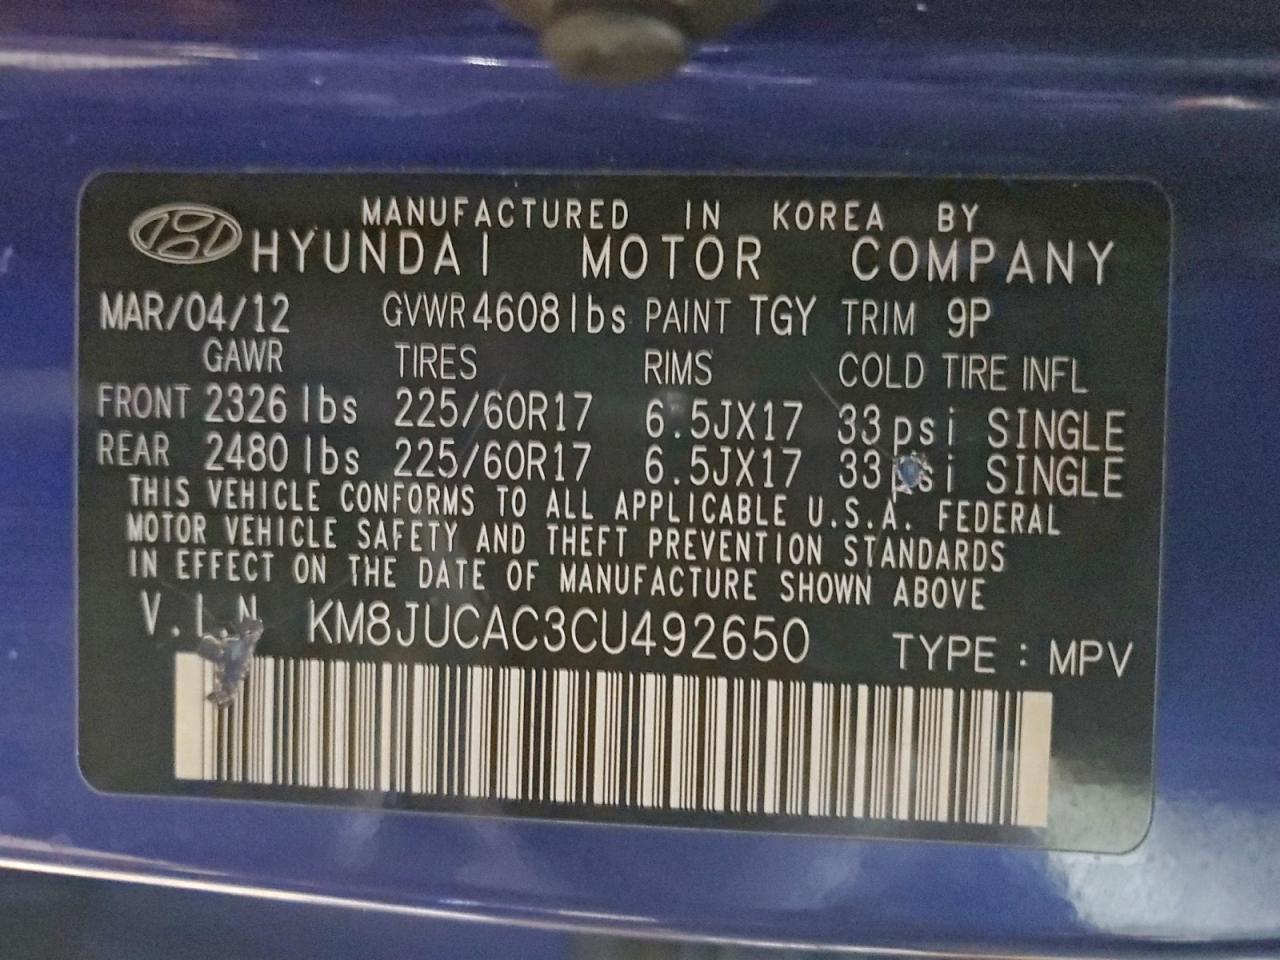 MANUFACTURED IN KOREA BY
HYUNDAI MOTOR COMPANY
MAR/04/12 GVWR 4608 lbs PAINT TGY TRIM 9P
GAWR TIRES RIMS COLD TIRE INFL
FRONT 2326 lbs 225/60R17 6.5JX17 33 psi SINGLE
REAR 2480 lbs 225/60R17 6.5JX17 33 psi SINGLE
THIS VEHICLE CONFORMS TO ALL APPLICABLE U.S.A. FEDERAL
MOTOR VEHICLE SAFETY AND THEFT PREVENTION STANDARDS
IN EFFECT ON THE DATE OF MANUFACTURE SHOWN ABOVE
V.I.N KM8JUCAC3CU492650 TYPE : MPV